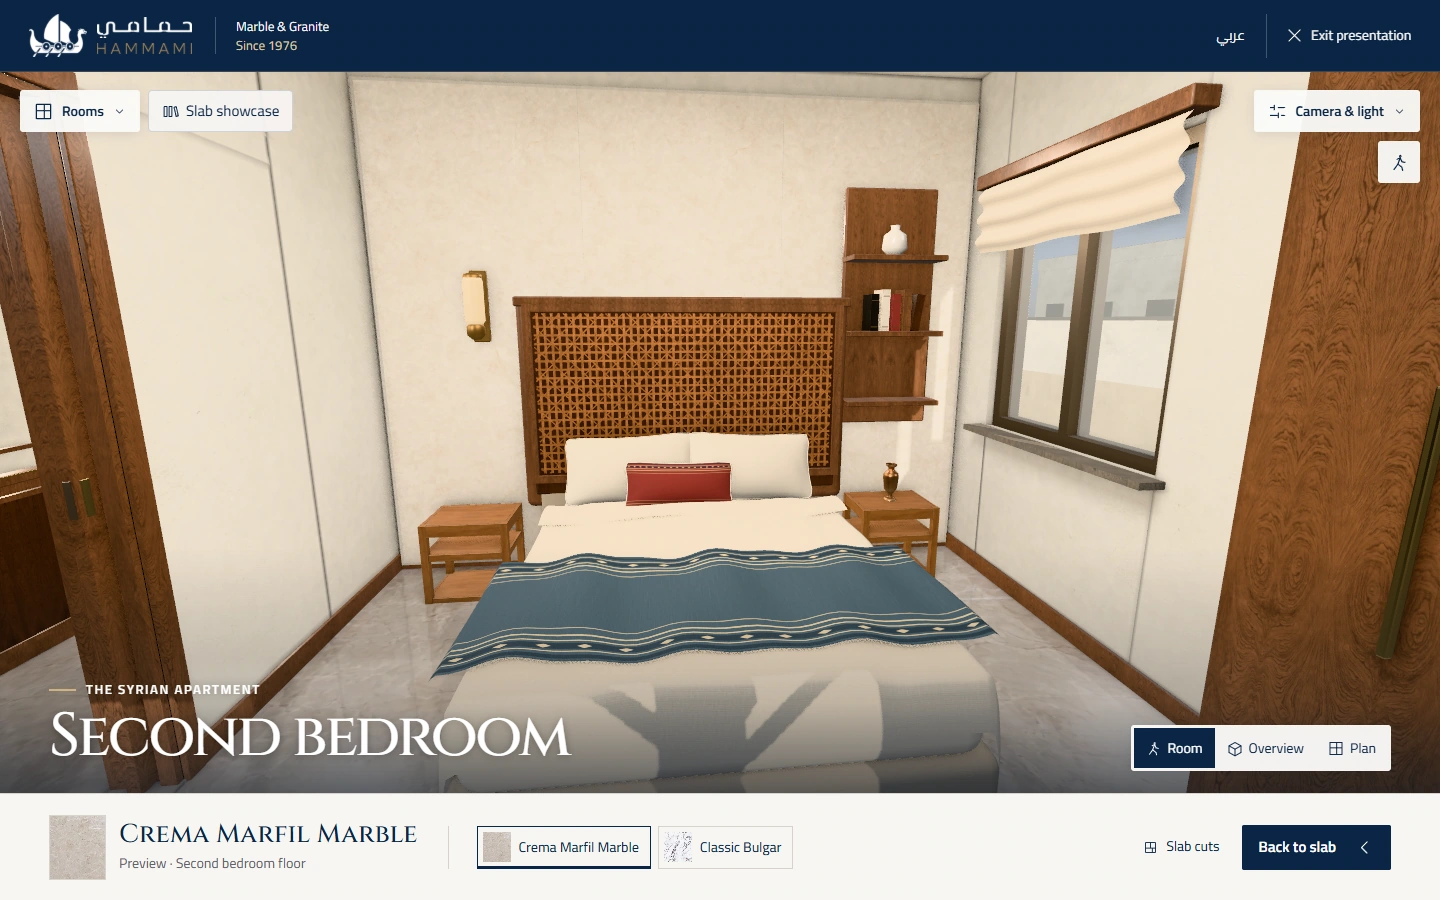 حمامي
HAMMAMI
Marble & Granite
Since 1976
عربي
Exit presentation
Rooms
Slab showcase
Camera & light
THE SYRIAN APARTMENT
SECOND BEDROOM
Room
Overview
Plan
CREMA MARFIL MARBLE
Preview · Second bedroom floor
Crema Marfil Marble
Classic Bulgar
Slab cuts
Back to slab